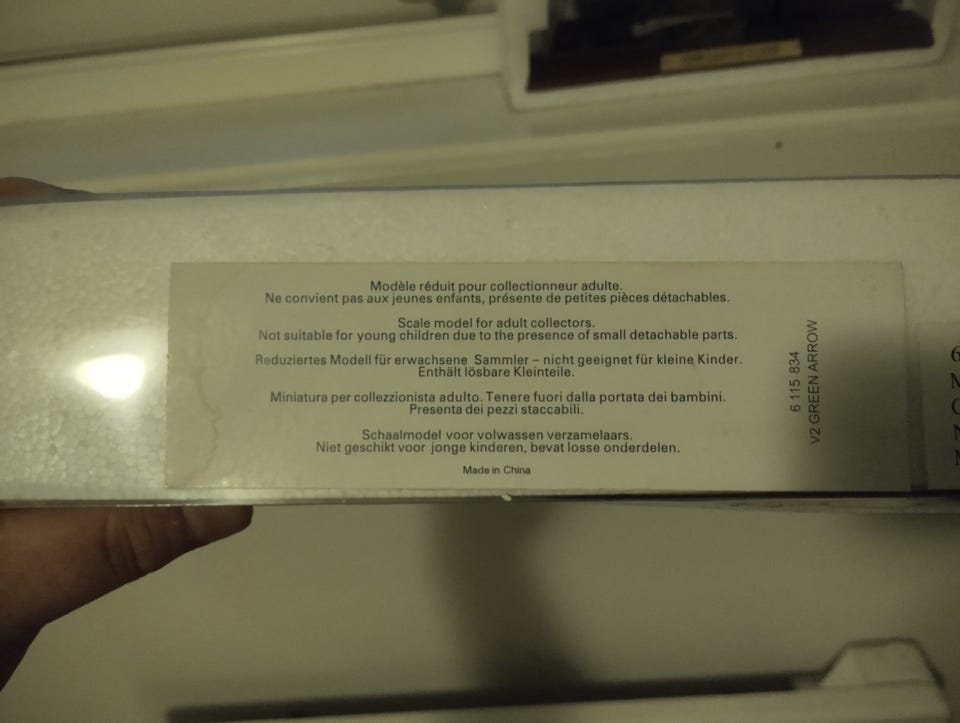 Modèle réduit pour collectionneur adulte.
Ne convient pas aux jeunes enfants, présente de petites pièces détachables.
Scale model for adult collectors.
Not suitable for young children due to the presence of small detachable parts.
Reduziertes Modell für erwachsene Sammler – nicht geeignet für kleine Kinder.
Enthält lösbare Kleinteile.
Miniatura per collezzionista adulto. Tenere fuori dalla portata dei bambini.
Presenta dei pezzi staccabili.
Schaalmodel voor volwassen verzamelaars.
Niet geschikt voor jonge kinderen, bevat losse onderdelen.
Made in China
6 115 834
V2 GREEN ARROW